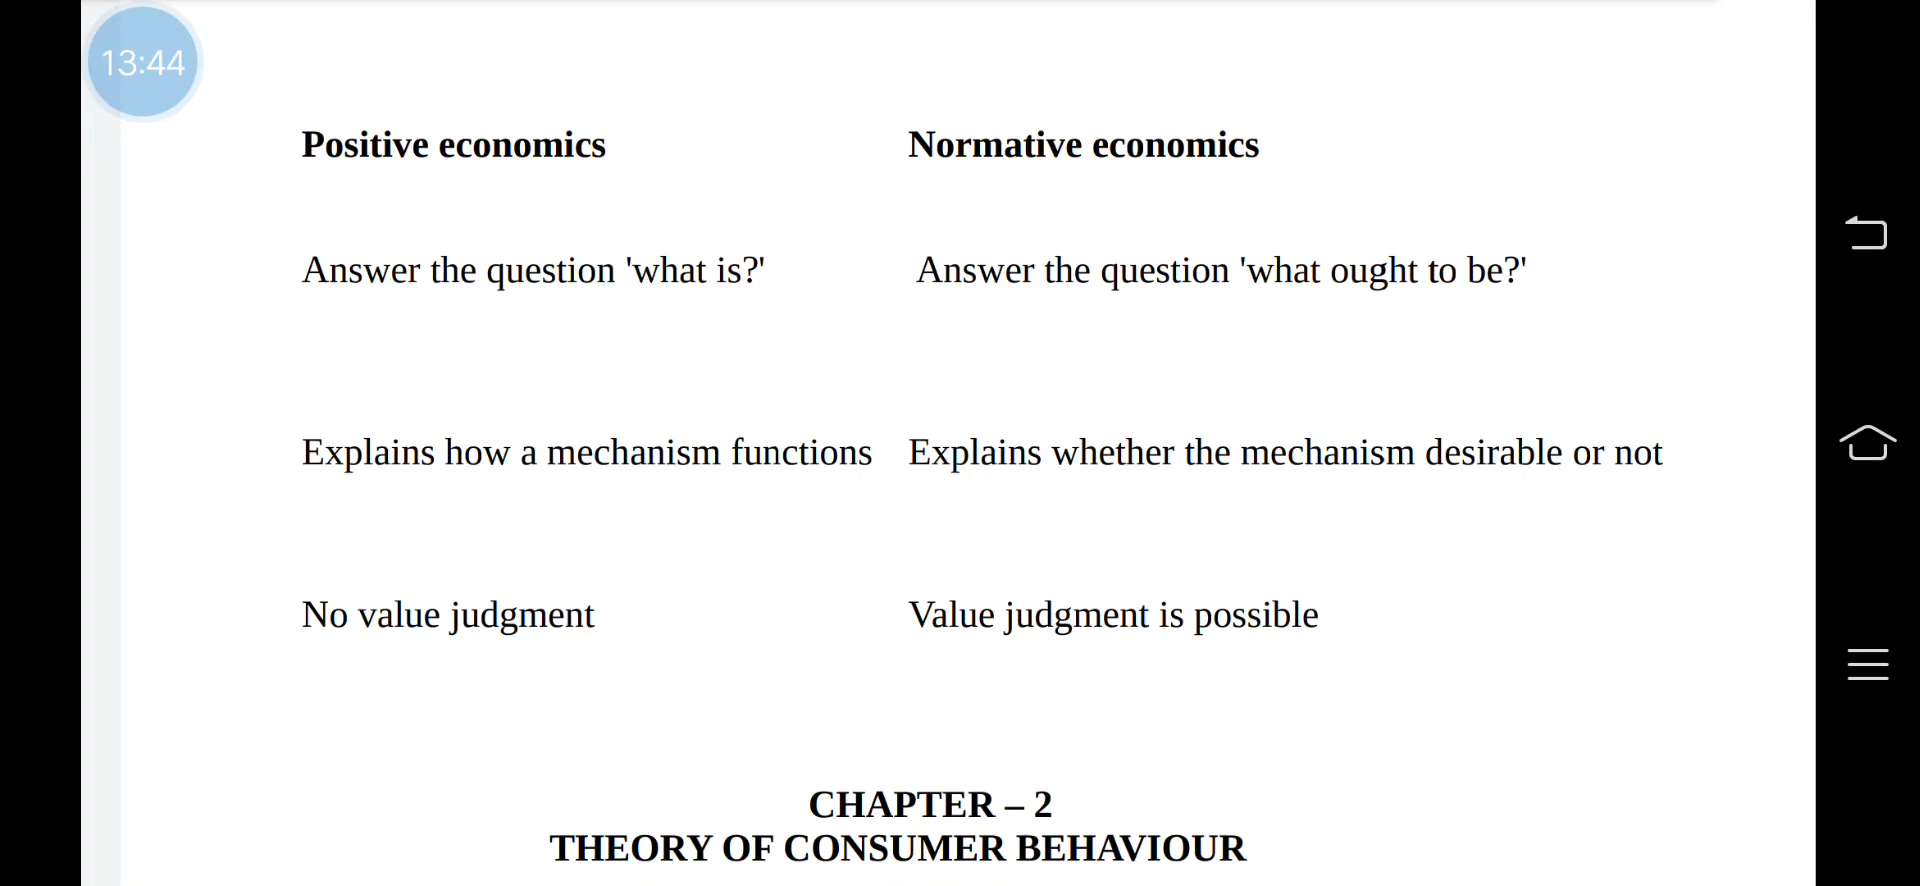 13:44
Positive economics Normative economics
Answer the question 'what is?' Answer the question 'what ought to be?'
Explains how a mechanism functions Explains whether the mechanism desirable or not
No value judgment Value judgment is possible
CHAPTER – 2
THEORY OF CONSUMER BEHAVIOUR